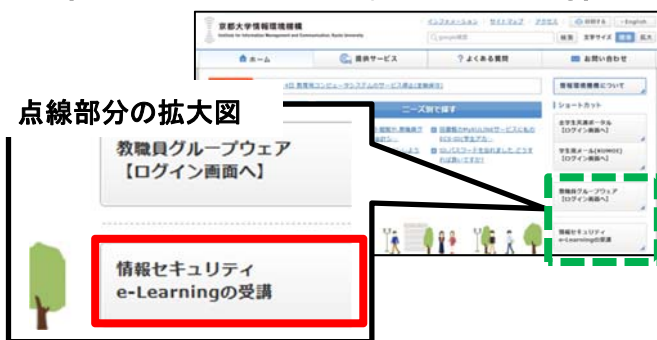 京都大学情報環境機構
Institute for Information Management and Communication, Kyoto University
インフォメーション サイトマップ アクセス 印刷する English
検索 文字サイズ 標準 拡大
ホーム 提供サービス ? よくある質問 お問い合わせ
情報環境機構について
ニーズ別で探す
ショートカット
全学生共通ポータル
【ログイン画面へ】
学生用メール(KUMOI)
【ログイン画面へ】
教職員グループウェア
【ログイン画面へ】
情報セキュリティ
e-Learningの受講
点線部分の拡大図
教職員グループウェア
【ログイン画面へ】
情報セキュリティ
e-Learningの受講